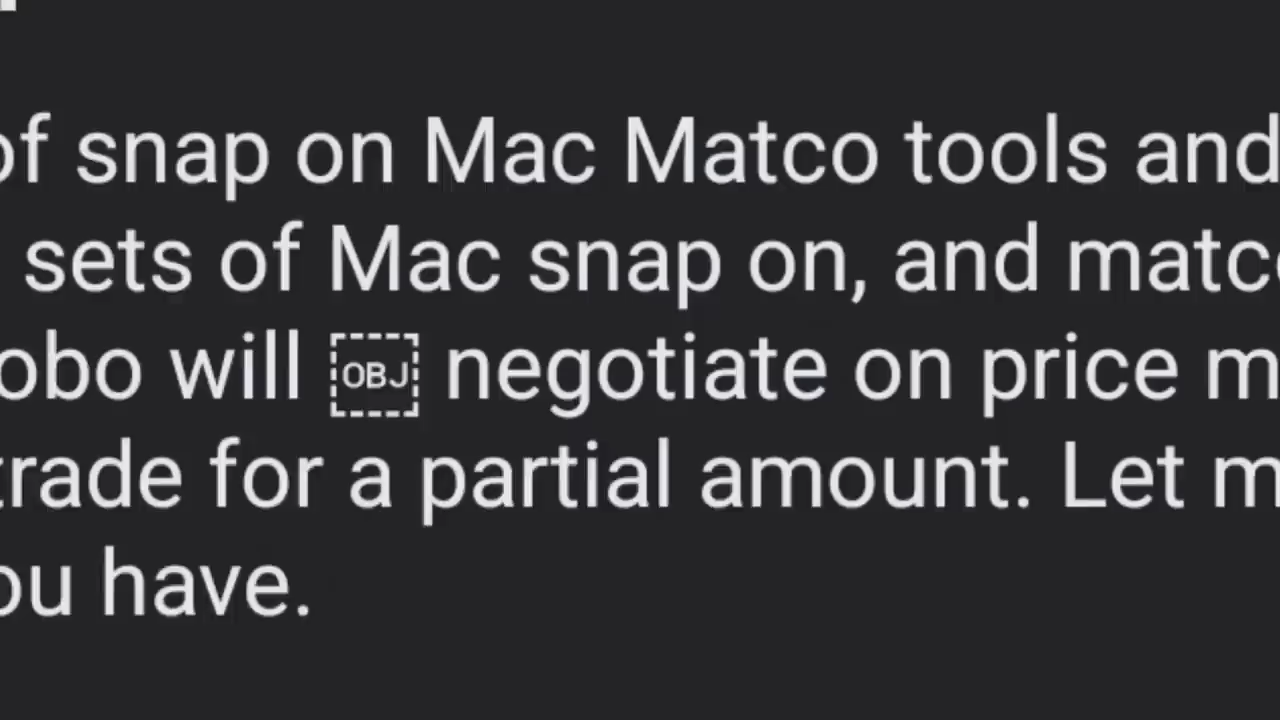 of snap on Mac Matco tools and
sets of Mac snap on, and matco
obo will  negotiate on price m
trade for a partial amount. Let m
ou have.